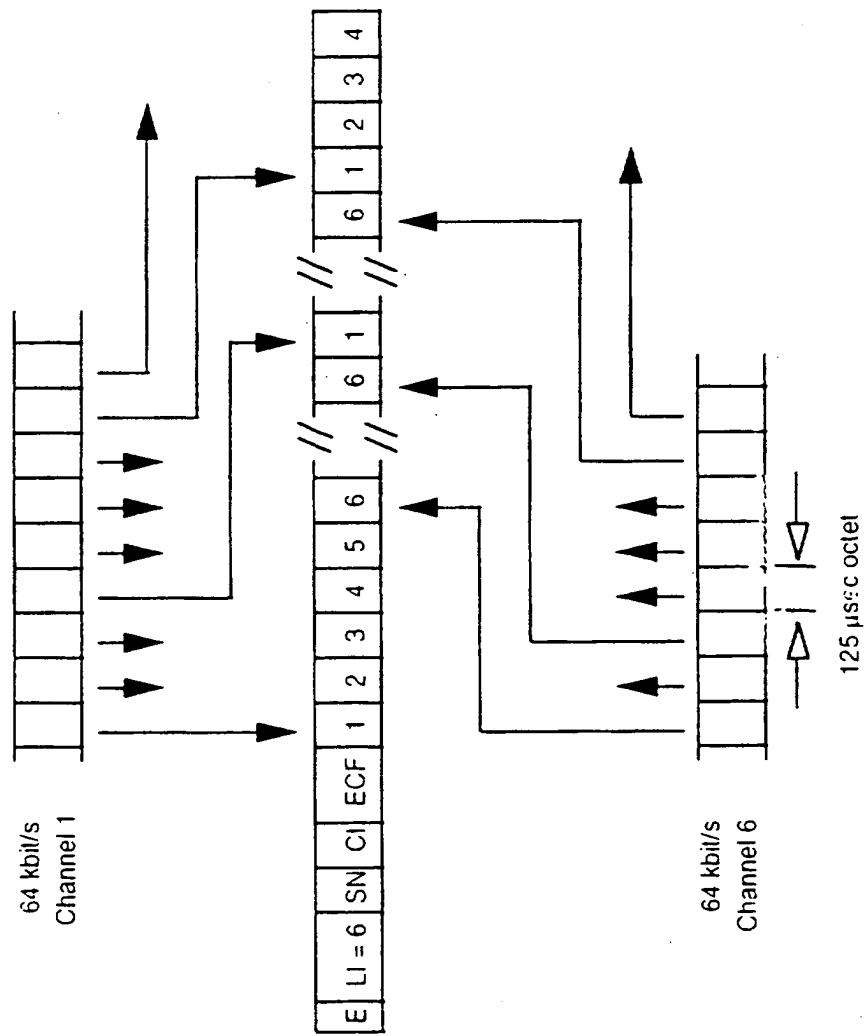 64 kbit/s
Channel 1
E LI = 6 SN CI ECF 1 2 3 4 5 6 6 1 6 1 2 3 4
64 kbit/s
Channel 6
125 μsec octet